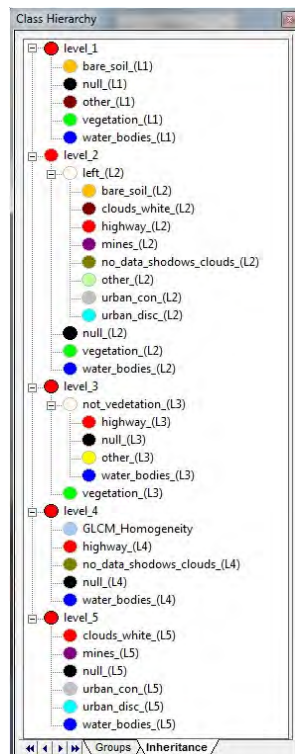 Class Hierarchy
level_1
bare_soil_(L1)
null_(L1)
other_(L1)
vegetation_(L1)
water_bodies_(L1)
level_2
left_(L2)
bare_soil_(L2)
clouds_white_(L2)
highway_(L2)
mines_(L2)
no_data_shodows_clouds_(L2)
other_(L2)
urban_con_(L2)
urban_disc_(L2)
null_(L2)
vegetation_(L2)
water_bodies_(L2)
level_3
not_vedetation_(L3)
highway_(L3)
null_(L3)
other_(L3)
water_bodies_(L3)
vegetation_(L3)
level_4
GLCM_Homogeneity
highway_(L4)
no_data_shodows_clouds_(L4)
null_(L4)
water_bodies_(L4)
level_5
clouds_white_(L5)
mines_(L5)
null_(L5)
urban_con_(L5)
urban_disc_(L5)
water_bodies_(L5)
Groups Inheritance